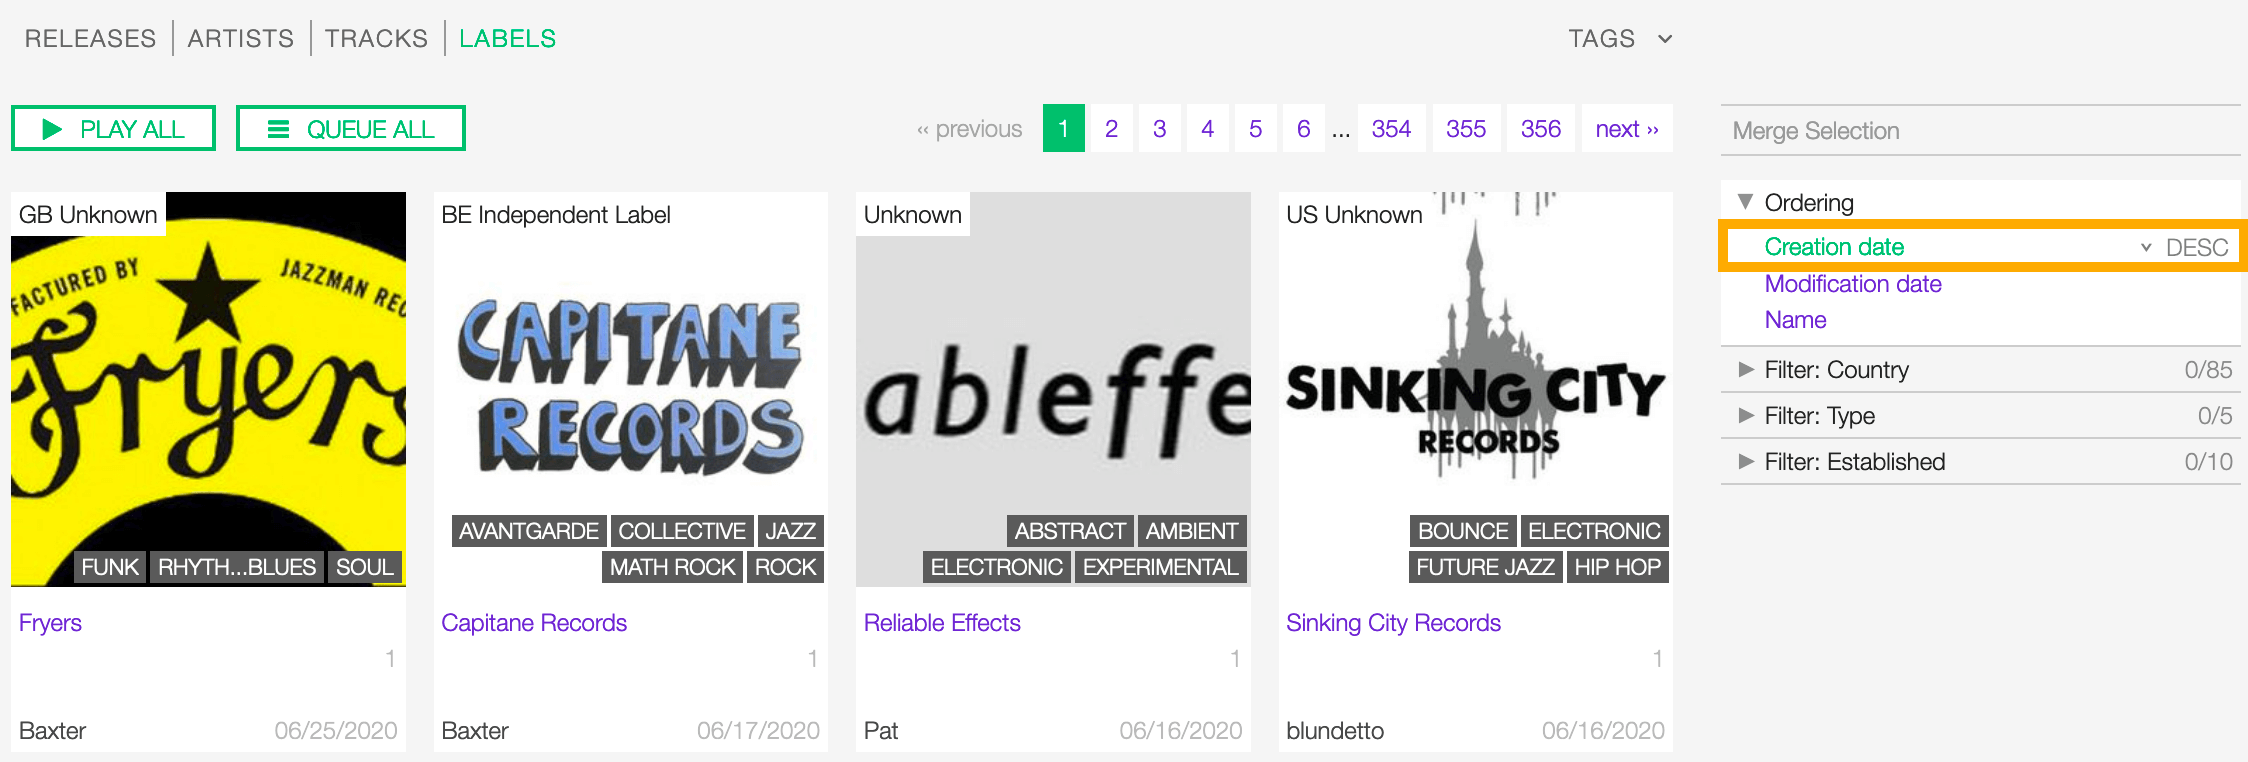 RELEASES ARTISTS TRACKS LABELS
TAGS
PLAY ALL QUEUE ALL
‹‹ previous 1 2 3 4 5 6 ... 354 355 356 next ››
Merge Selection
Ordering
Creation date DESC
Modification date
Name
Filter: Country 0/85
Filter: Type 0/5
Filter: Established 0/10
GB Unknown
FACTURED BY JAZZMAN REC
Fryers
FUNK RHYTH...BLUES SOUL
Fryers
1
Baxter 06/25/2020
BE Independent Label
CAPITANE
RECORDS
AVANTGARDE COLLECTIVE JAZZ
MATH ROCK ROCK
Capitane Records
1
Baxter 06/17/2020
Unknown
ableffe
ABSTRACT AMBIENT
ELECTRONIC EXPERIMENTAL
Reliable Effects
1
Pat 06/16/2020
US Unknown
SINKING CITY
RECORDS
BOUNCE ELECTRONIC
FUTURE JAZZ HIP HOP
Sinking City Records
1
blundetto 06/16/2020